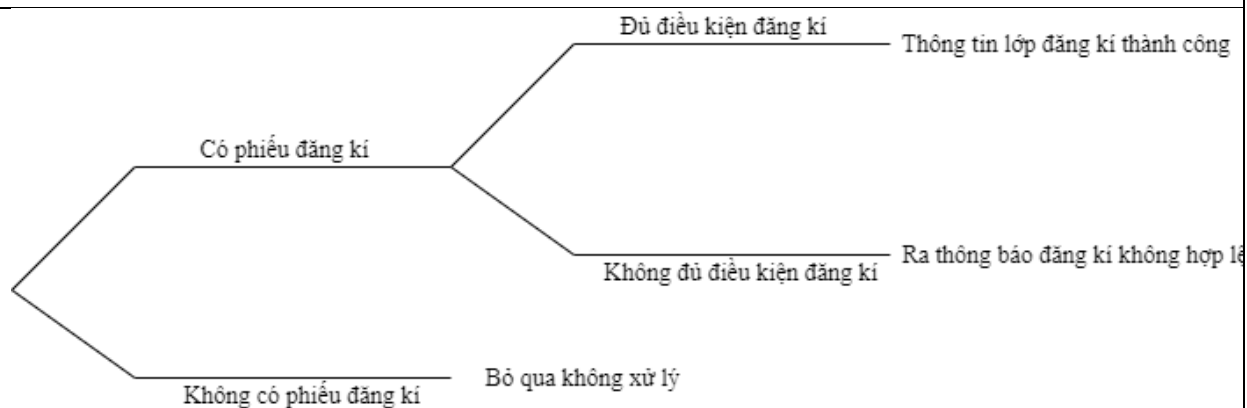 Đủ điều kiện đăng kí
Thông tin lớp đăng kí thành công
Có phiếu đăng kí
Không đủ điều kiện đăng kí
Ra thông báo đăng kí không hợp lệ
Không có phiếu đăng kí
Bỏ qua không xử lý